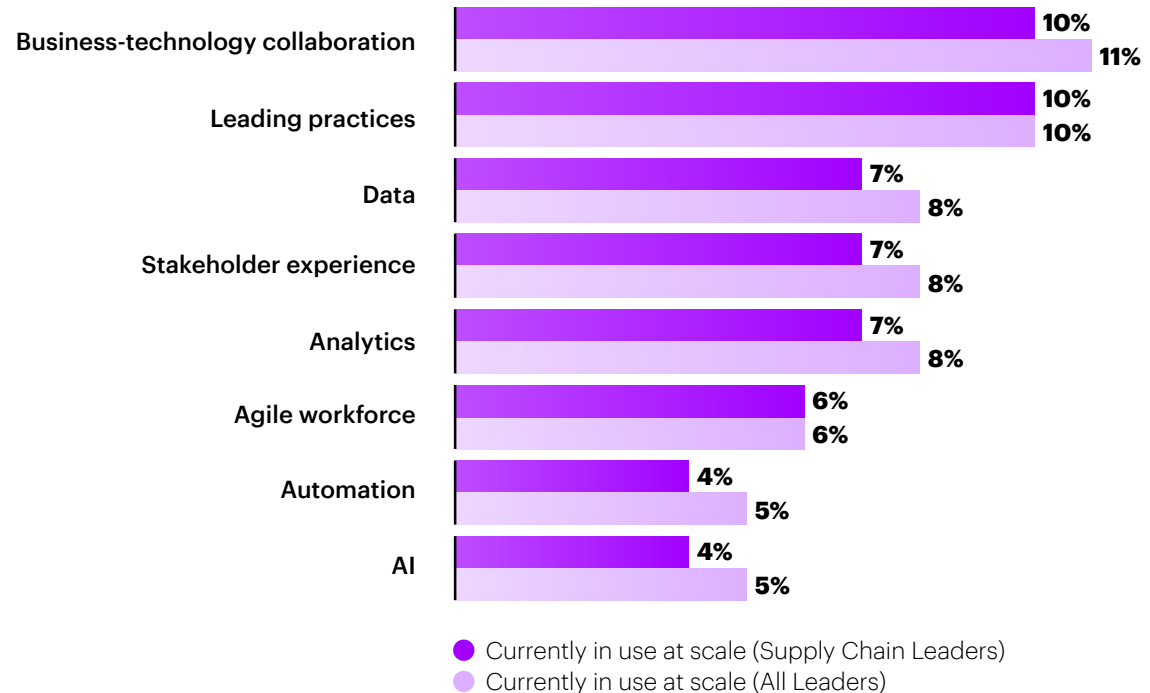 Business-technology collaboration
10%
11%
Leading practices
10%
10%
Data
7%
8%
Stakeholder experience
7%
8%
Analytics
7%
8%
Agile workforce
6%
6%
Automation
4%
5%
AI
4%
5%
Currently in use at scale (Supply Chain Leaders)
Currently in use at scale (All Leaders)